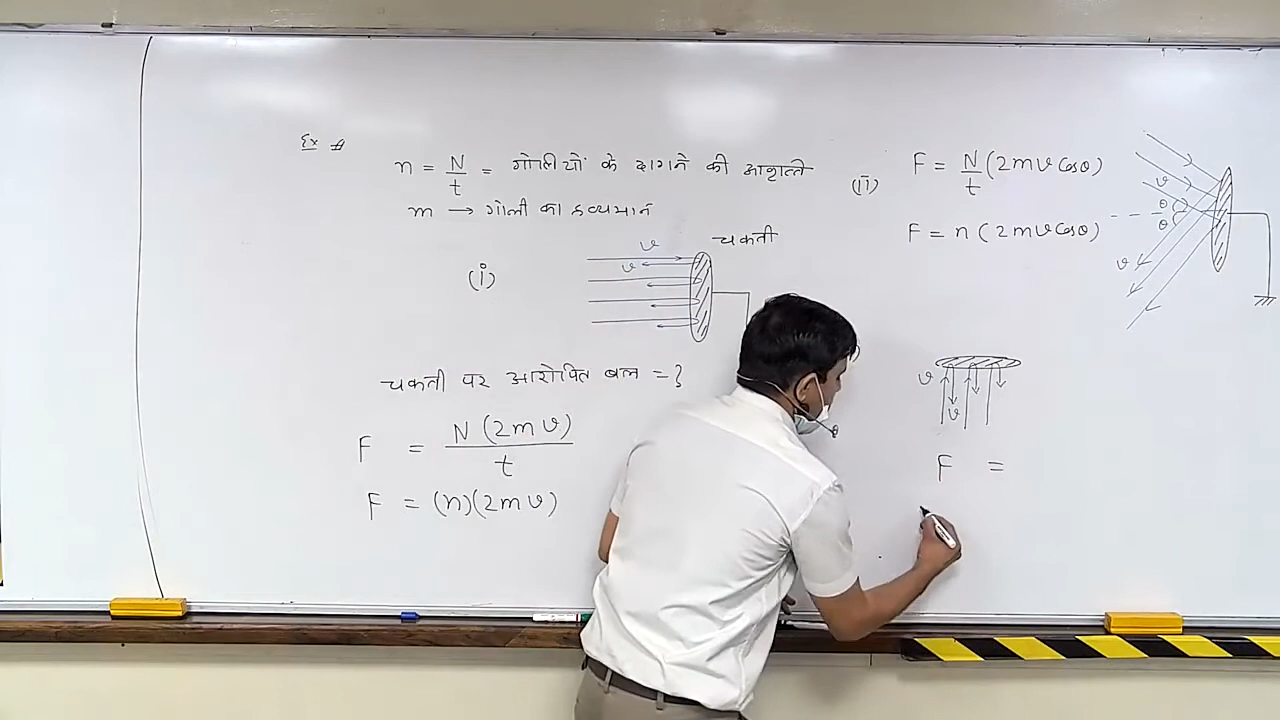 Ex #
n = N/t = गोलीयों के दागने की आवृत्ति
m → गोली का द्रव्यमान
(i)
v
v
चकती
चकती पर आरोपित बल = ?
F = N (2mv) / t
F = (n)(2mv)
(ii)
F = N/t (2mv Cosθ)
F = n (2mv Cosθ)
v
θ
θ
v
v
v
F =